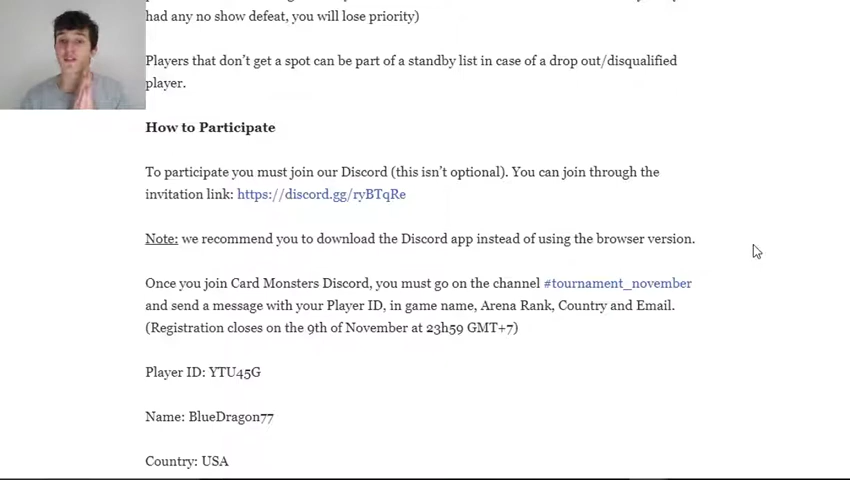 had any no show defeat, you will lose priority)
Players that don't get a spot can be part of a standby list in case of a drop out/disqualified
player.
How to Participate
To participate you must join our Discord (this isn't optional). You can join through the
invitation link: https://discord.gg/ryBTqRe
Note: we recommend you to download the Discord app instead of using the browser version.
Once you join Card Monsters Discord, you must go on the channel #tournament_november
and send a message with your Player ID, in game name, Arena Rank, Country and Email.
(Registration closes on the 9th of November at 23h59 GMT+7)
Player ID: YTU45G
Name: BlueDragon77
Country: USA